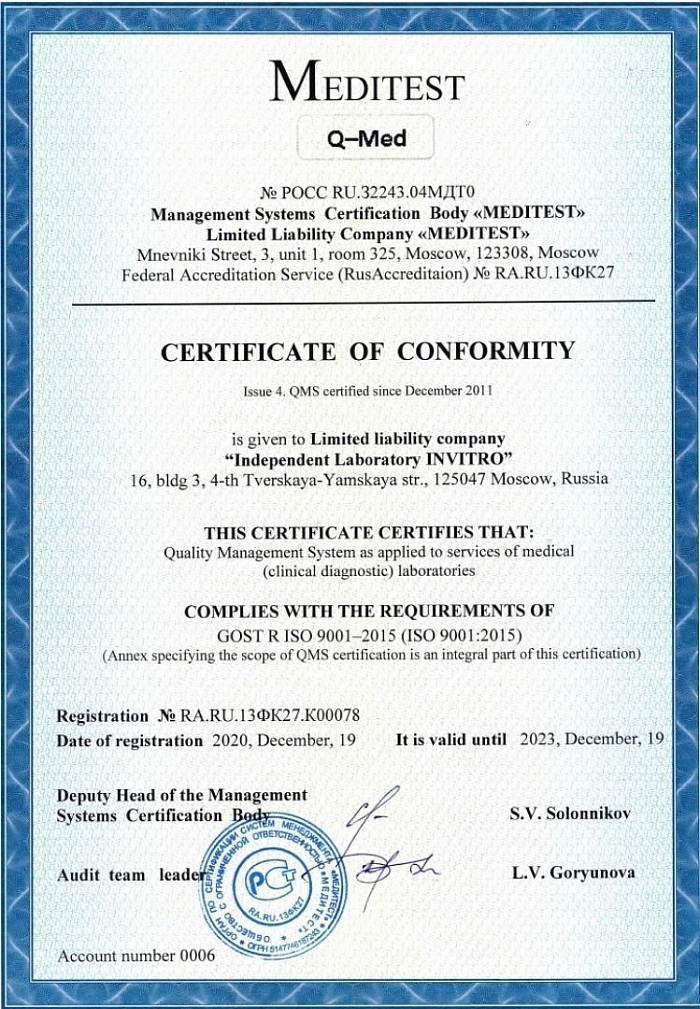 MEDITEST
Q–Med
№ РОСС RU.32243.04МДТ0
Management Systems Certification Body «MEDITEST»
Limited Liability Company «MEDITEST»
Mnevniki Street, 3, unit 1, room 325, Moscow, 123308, Moscow
Federal Accreditation Service (RusAccreditaion) № RA.RU.13ФК27
CERTIFICATE OF CONFORMITY
Issue 4. QMS certified since December 2011
is given to Limited liability company
“Independent Laboratory INVITRO”
16, bldg 3, 4-th Tverskaya-Yamskaya str., 125047 Moscow, Russia
THIS CERTIFICATE CERTIFIES THAT:
Quality Management System as applied to services of medical
(clinical diagnostic) laboratories
COMPLIES WITH THE REQUIREMENTS OF
GOST R ISO 9001–2015 (ISO 9001:2015)
(Annex specifying the scope of QMS certification is an integral part of this certification)
Registration № RA.RU.13ФК27.К00078
Date of registration 2020, December, 19 It is valid until 2023, December, 19
Deputy Head of the Management
Systems Certification Body S.V. Solonnikov
Audit team leader L.V. Goryunova
ОРГАН ПО СЕРТИФИКАЦИИ СИСТЕМ МЕНЕДЖМЕНТА «МЕДИТЕСТ»
ОБЩЕСТВО С ОГРАНИЧЕННОЙ ОТВЕТСТВЕННОСТЬЮ «МЕДИТЕСТ»
РСТ
RA.RU.13ФК27
ОГРН
Account number 0006